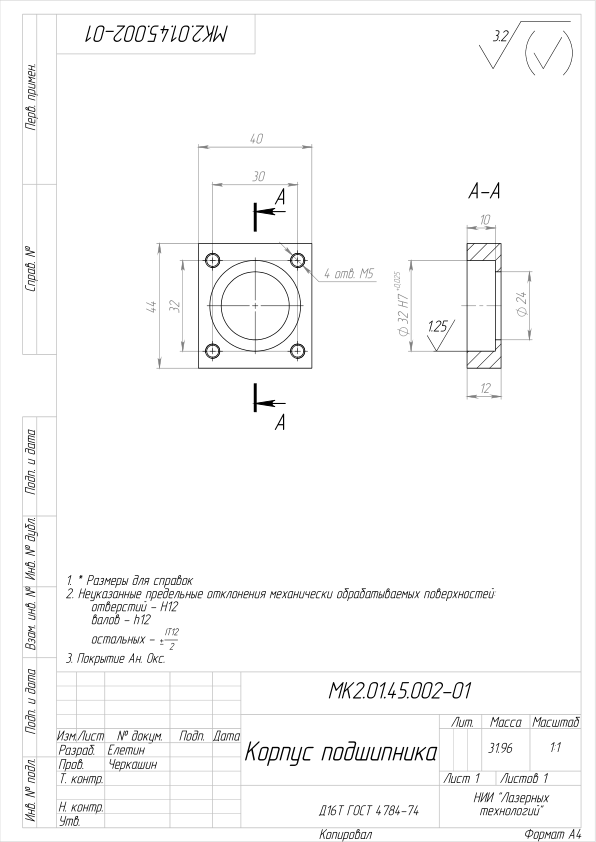 МК2.01.45.002-01
3.2
Перв. примен.
Справ. №
40
30
А
4 отв. М5
44
32
А
А-А
10
⌀ 32 H7 +0,025
⌀ 24
1.25
12
Подп. и дата
Инв. № дубл.
Взам. инв. №
Подп. и дата
Инв. № подл.
1. * Размеры для справок
2. Неуказанные предельные отклонения механически обрабатываемых поверхностей:
отверстий - Н12
валов - h12
остальных - ± IT12/2
3. Покрытие Ан. Окс.
МК2.01.45.002-01
Изм. Лист № докум. Подп. Дата
Разраб. Елетин
Пров. Черкашин
Т. контр.
Н. контр.
Утв.
Корпус подшипника
Лит. Масса Масштаб
31.96 1:1
Лист 1 Листов 1
Д16Т ГОСТ 4784-74
НИИ "Лазерных
технологий"
Копировал Формат А4